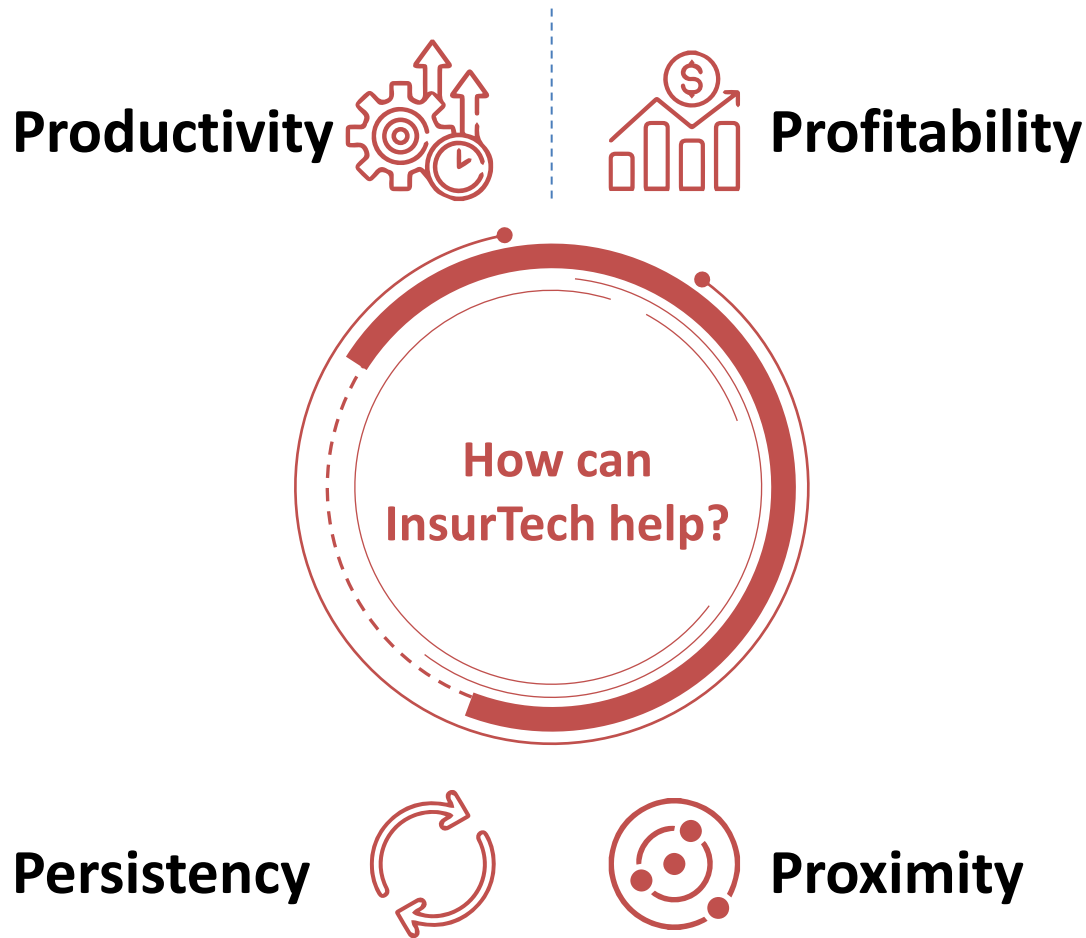 Productivity
Profitability
How can
InsurTech help?
Persistency
Proximity